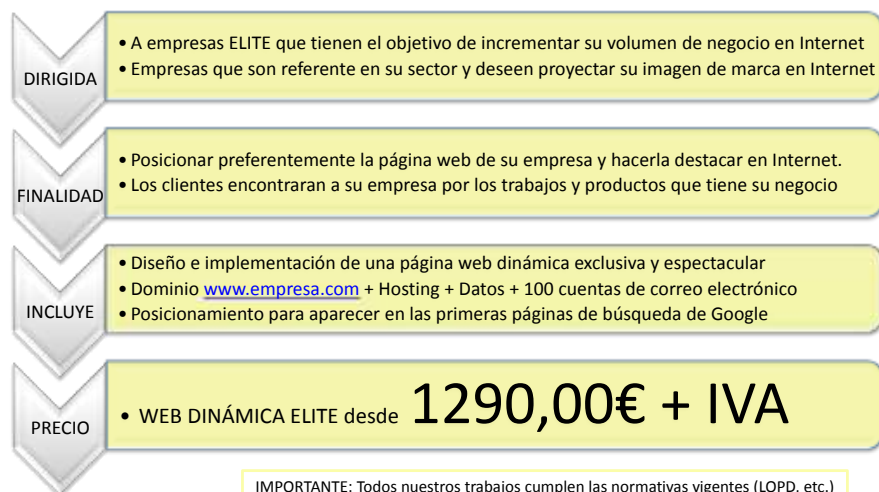 DIRIGIDA
• A empresas ELITE que tienen el objetivo de incrementar su volumen de negocio en Internet
• Empresas que son referente en su sector y deseen proyectar su imagen de marca en Internet
FINALIDAD
• Posicionar preferentemente la página web de su empresa y hacerla destacar en Internet.
• Los clientes encontraran a su empresa por los trabajos y productos que tiene su negocio
INCLUYE
• Diseño e implementación de una página web dinámica exclusiva y espectacular
• Dominio www.empresa.com + Hosting + Datos + 100 cuentas de correo electrónico
• Posicionamiento para aparecer en las primeras páginas de búsqueda de Google
PRECIO
• WEB DINÁMICA ELITE desde 1290,00€ + IVA
IMPORTANTE: Todos nuestros trabajos cumplen las normativas vigentes (LOPD, etc.)